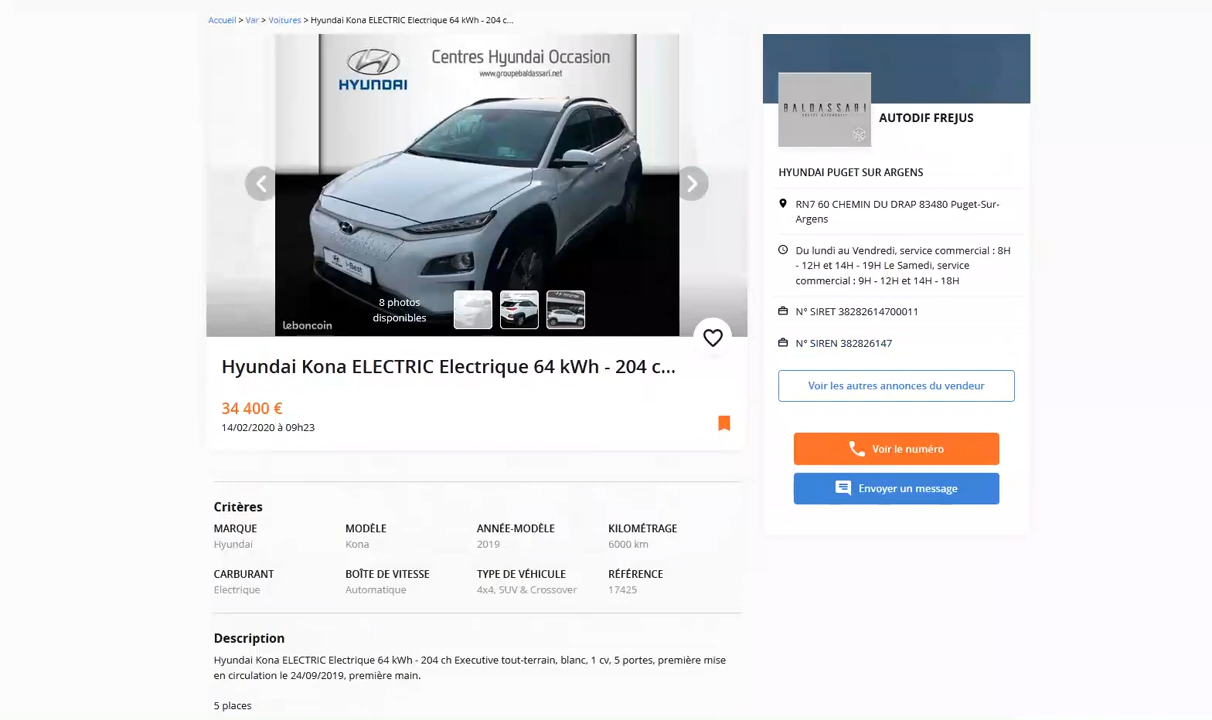 Accueil > Var > Voitures > Hyundai Kona ELECTRIC Electrique 64 kWh - 204 c...
HYUNDAI
Centres Hyundai Occasion
www.groupebaldassari.net
i-Best
8 photos
disponibles
leboncoin
Hyundai Kona ELECTRIC Electrique 64 kWh - 204 c...
34 400 €
14/02/2020 à 09h23
Critères
MARQUE MODÈLE ANNÉE-MODÈLE KILOMÉTRAGE
Hyundai Kona 2019 6000 km
CARBURANT BOÎTE DE VITESSE TYPE DE VÉHICULE RÉFÉRENCE
Electrique Automatique 4x4, SUV & Crossover 17425
Description
Hyundai Kona ELECTRIC Electrique 64 kWh - 204 ch Executive tout-terrain, blanc, 1 cv, 5 portes, première mise
en circulation le 24/09/2019, première main.
5 places
BALDASSARI
AUTODIF FREJUS
HYUNDAI PUGET SUR ARGENS
RN7 60 CHEMIN DU DRAP 83480 Puget-Sur-
Argens
Du lundi au Vendredi, service commercial : 8H
- 12H et 14H - 19H Le Samedi, service
commercial : 9H - 12H et 14H - 18H
N° SIRET 38282614700011
N° SIREN 382826147
Voir les autres annonces du vendeur
Voir le numéro
Envoyer un message